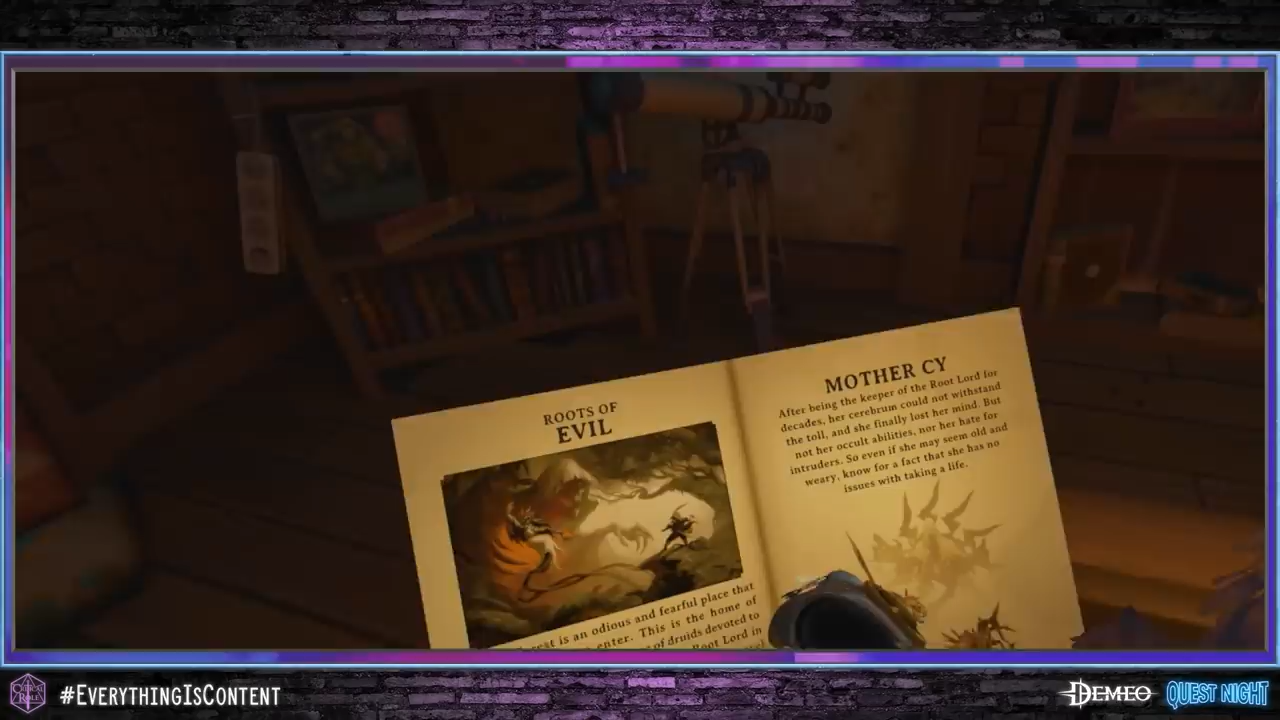 ROOTS OF
EVIL
is an odious and fearful place that
enter. This is the home of
of druids devoted to
Root Lord in
MOTHER CY
After being the keeper of the Root Lord for
decades, her cerebrum could not withstand
the toll, and she finally lost her mind. But
not her occult abilities, nor her hate for
intruders. So even if she may seem old and
weary, know for a fact that she has no
issues with taking a life.
CRITICAL
ROLE
#EVERYTHINGISCONTENT
DEMEO
QUEST NIGHT